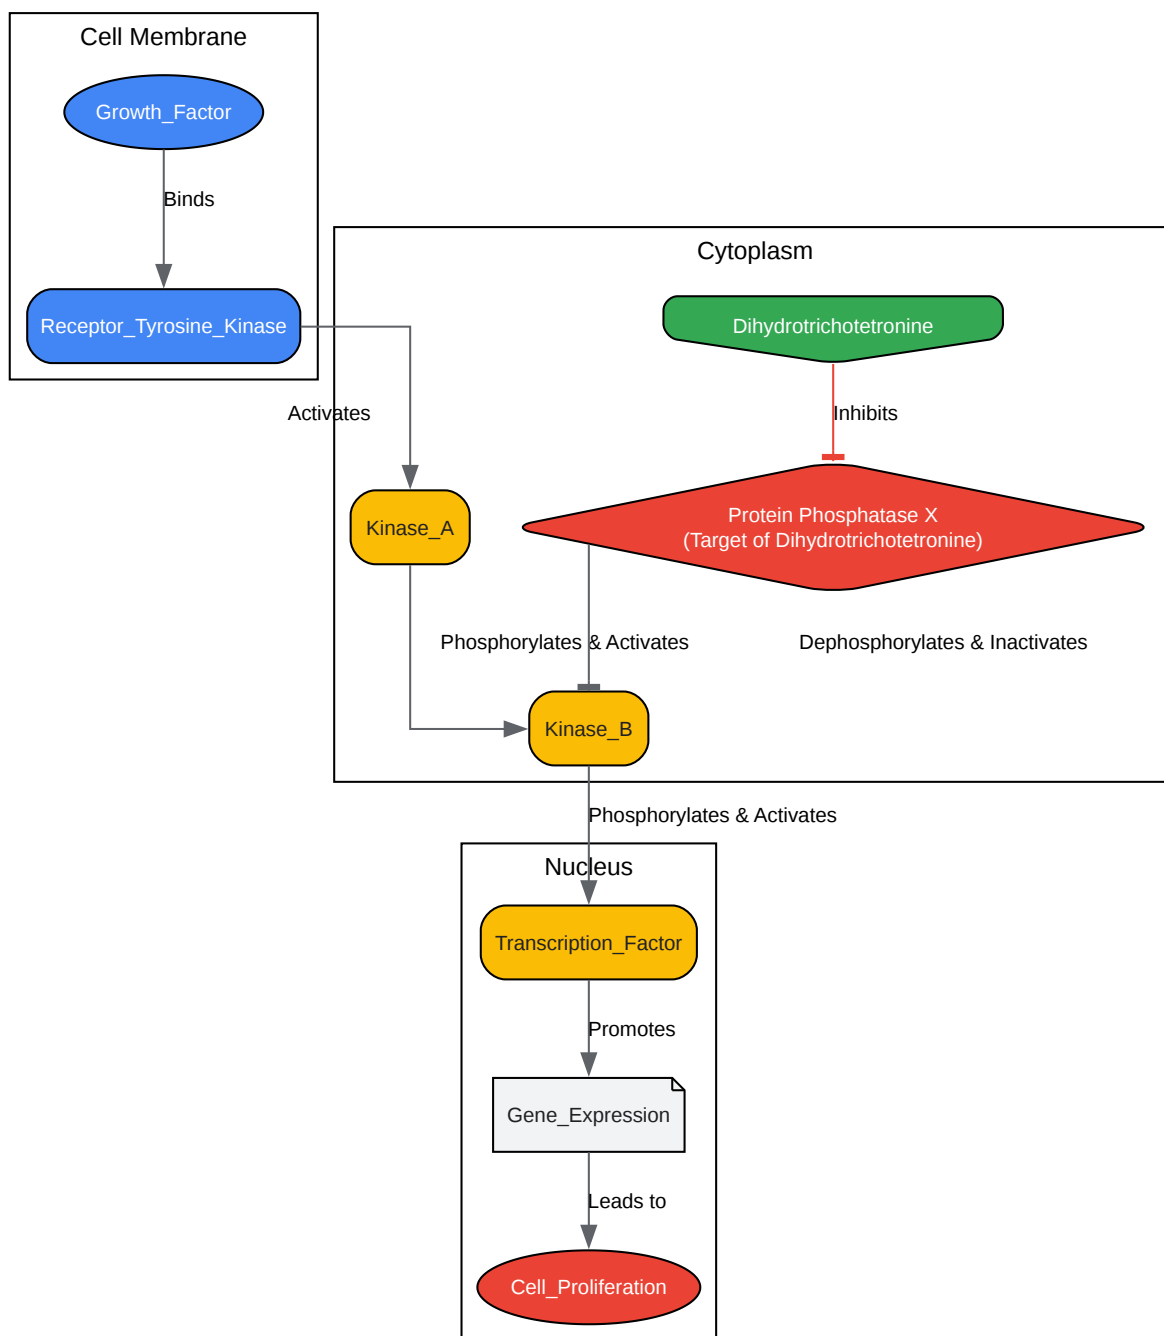 Cell Membrane
Growth_Factor
Binds
Receptor_Tyrosine_Kinase
Cytoplasm
Dihydrotrichotetronine
Activates
Inhibits
Kinase_A
Protein Phosphatase X
(Target of Dihydrotrichotetronine)
Phosphorylates & Activates
Dephosphorylates & Inactivates
Kinase_B
Phosphorylates & Activates
Nucleus
Transcription_Factor
Promotes
Gene_Expression
Leads to
Cell_Proliferation